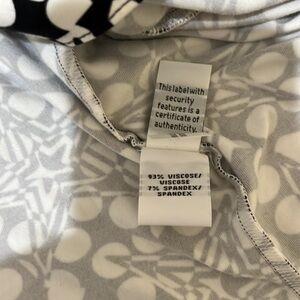 This label with
security
features is a
certificate of
authenticity.
93% VISCOSE/
VISCOSE
7% SPANDEX/
SPANDEX